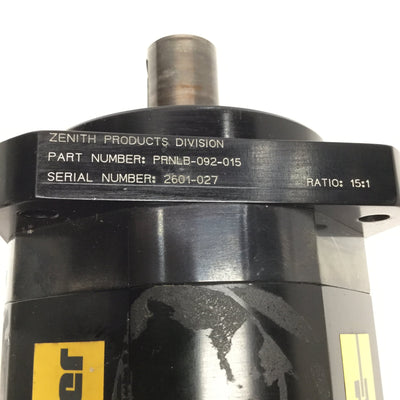 ZENITH PRODUCTS DIVISION
PART NUMBER: PRNLB-092-015
SERIAL NUMBER: 2601-027
RATIO: 15:1